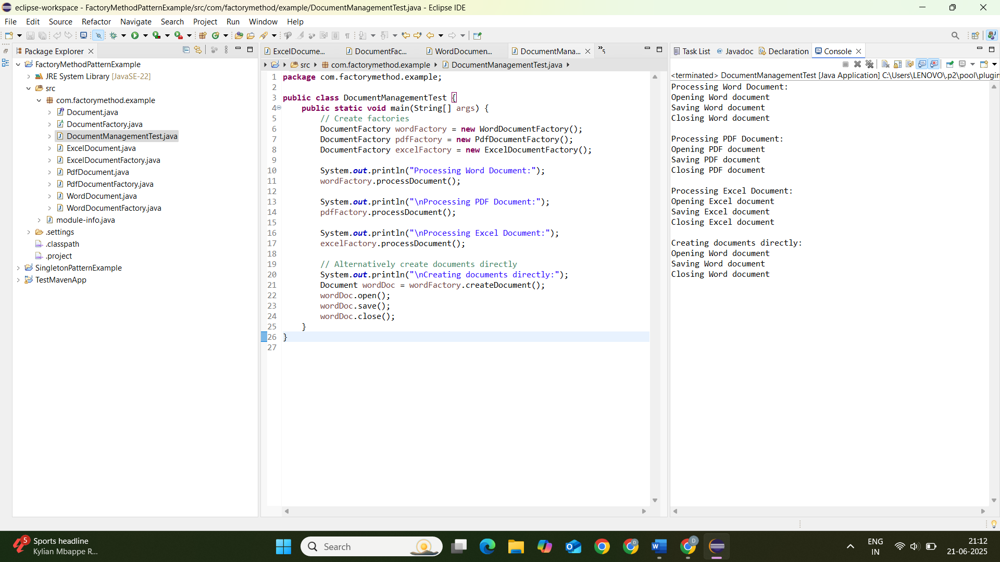 eclipse-workspace - FactoryMethodPatternExample/src/com/factorymethod/example/DocumentManagementTest.java - Eclipse IDE
File Edit Source Refactor Navigate Search Project Run Window Help
Package Explorer
FactoryMethodPatternExample
JRE System Library [JavaSE-22]
src
com.factorymethod.example
Document.java
DocumentFactory.java
DocumentManagementTest.java
ExcelDocument.java
ExcelDocumentFactory.java
PdfDocument.java
PdfDocumentFactory.java
WordDocument.java
WordDocumentFactory.java
module-info.java
.settings
.classpath
.project
SingletonPatternExample
TestMavenApp
ExcelDocume... DocumentFac... WordDocumen... DocumentMana... »5
src com.factorymethod.example DocumentManagementTest.java
1 package com.factorymethod.example;
2
3 public class DocumentManagementTest {
4 public static void main(String[] args) {
5 // Create factories
6 DocumentFactory wordFactory = new WordDocumentFactory();
7 DocumentFactory pdfFactory = new PdfDocumentFactory();
8 DocumentFactory excelFactory = new ExcelDocumentFactory();
9
10 System.out.println("Processing Word Document:");
11 wordFactory.processDocument();
12
13 System.out.println("\nProcessing PDF Document:");
14 pdfFactory.processDocument();
15
16 System.out.println("\nProcessing Excel Document:");
17 excelFactory.processDocument();
18
19 // Alternatively create documents directly
20 System.out.println("\nCreating documents directly:");
21 Document wordDoc = wordFactory.createDocument();
22 wordDoc.open();
23 wordDoc.save();
24 wordDoc.close();
25 }
26 }
27
Task List Javadoc Declaration Console
<terminated> DocumentManagementTest [Java Application] C:\Users\LENOVO\.p2\pool\plugin
Processing Word Document:
Opening Word document
Saving Word document
Closing Word document
Processing PDF Document:
Opening PDF document
Saving PDF document
Closing PDF document
Processing Excel Document:
Opening Excel document
Saving Excel document
Closing Excel document
Creating documents directly:
Opening Word document
Saving Word document
Closing Word document
5
Sports headline
Kylian Mbappe R...
Search
ENG
IN
21:12
21-06-2025